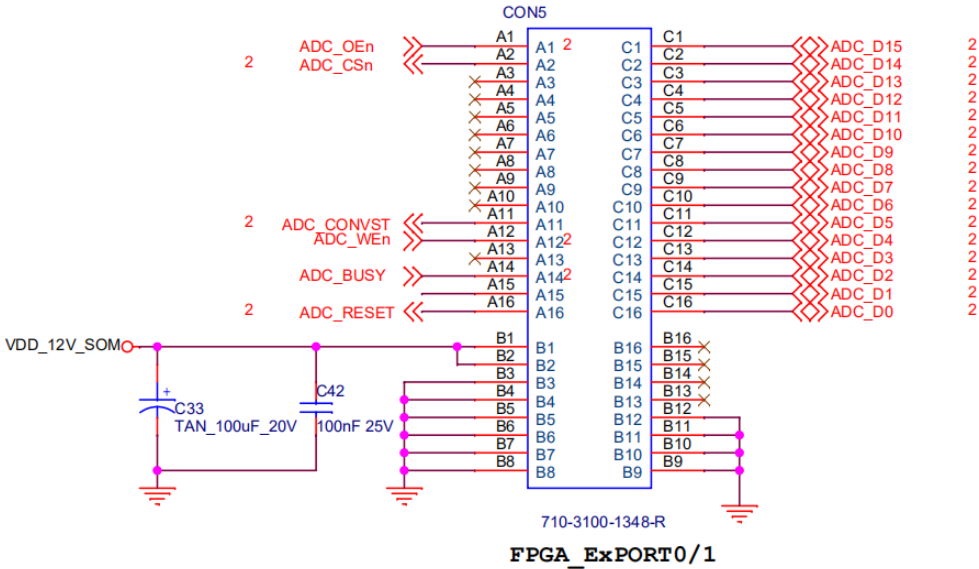 CON5
A1 A1 2 C1 C1
ADC_OEn ADC_D15 2
A2 A2 C2 C2
2 ADC_CSn ADC_D14 2
A3 A3 C3 C3 ADC_D13 2
A4 A4 C4 C4 ADC_D12 2
A5 A5 C5 C5 ADC_D11 2
A6 A6 C6 C6 ADC_D10 2
A7 A7 C7 C7 ADC_D9 2
A8 A8 C8 C8 ADC_D8 2
A9 A9 C9 C9 ADC_D7 2
A10 A10 C10 C10 ADC_D6 2
2 ADC_CONVST A11 A11 C11 C11 ADC_D5 2
ADC_WEn A12 A12 2 C12 C12 ADC_D4 2
A13 A13 C13 C13 ADC_D3 2
ADC_BUSY A14 A14 2 C14 C14 ADC_D2 2
A15 A15 C15 C15 ADC_D1 2
2 ADC_RESET A16 A16 C16 C16 ADC_D0 2
VDD_12V_SOM B1 B1 B16 B16
B2 B2 B15 B15
B3 B3 B14 B14
+ C33 C42 B4 B4 B13 B13
TAN_100uF_20V 100nF 25V B5 B5 B12 B12
B6 B6 B11 B11
B7 B7 B10 B10
B8 B8 B9 B9
710-3100-1348-R
FPGA_ExPORT0/1